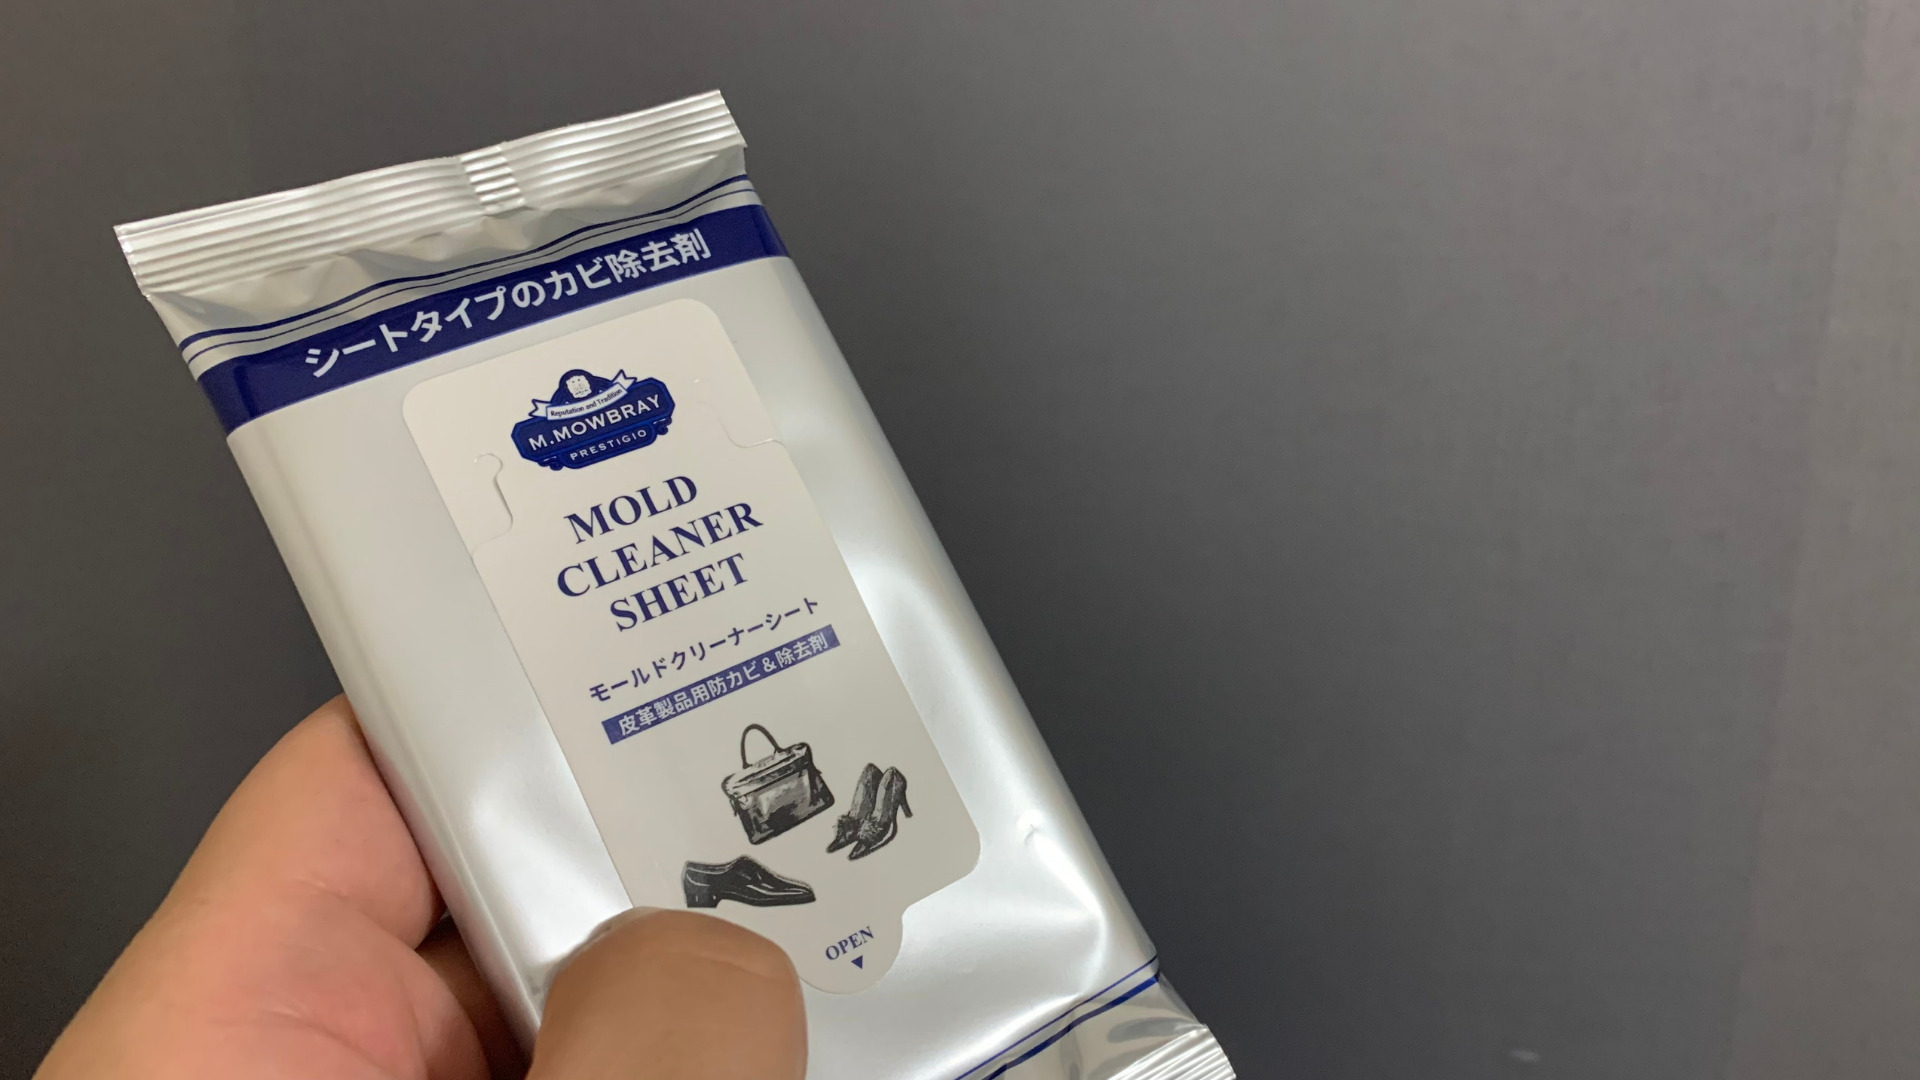 シートタイプのカビ除去剤
Reputation and Tradition
M.MOWBRAY
PRESTIGIO
MOLD
CLEANER
SHEET
モールドクリーナーシート
皮革製品用防カビ&除去剤
OPEN